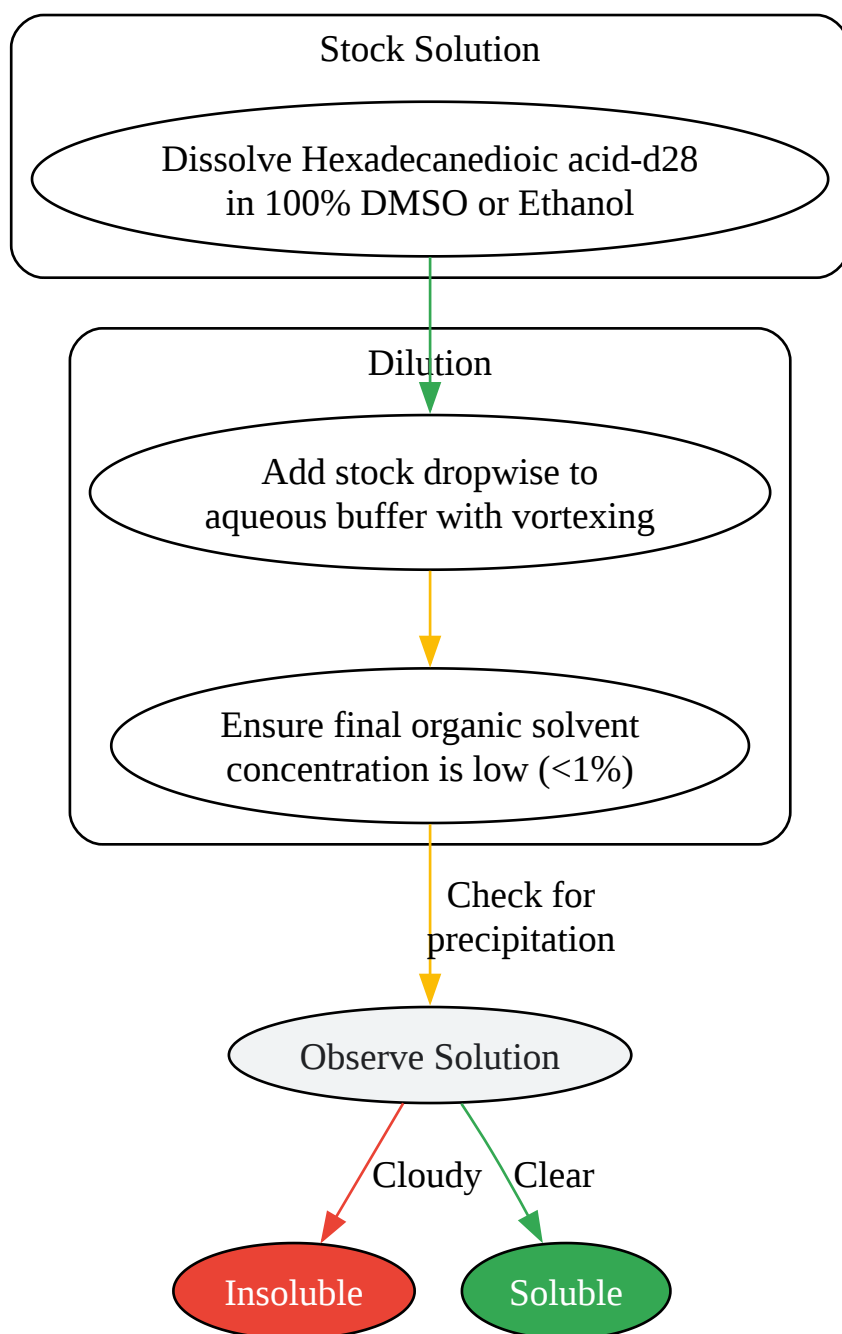 Stock Solution
Dissolve Hexadecanedioic acid-d28
in 100% DMSO or Ethanol
Dilution
Add stock dropwise to
aqueous buffer with vortexing
Ensure final organic solvent
concentration is low (<1%)
Check for
precipitation
Observe Solution
Cloudy
Clear
Insoluble
Soluble